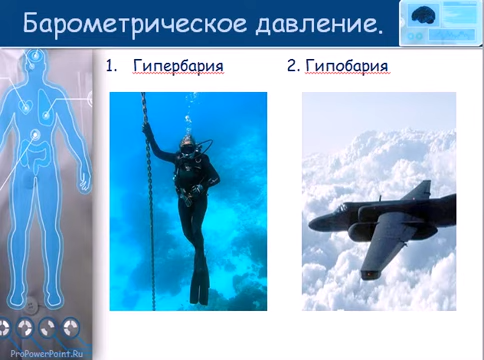 Барометрическое давление.
1. Гипербария
2. Гипобария
ProPowerPoint.Ru